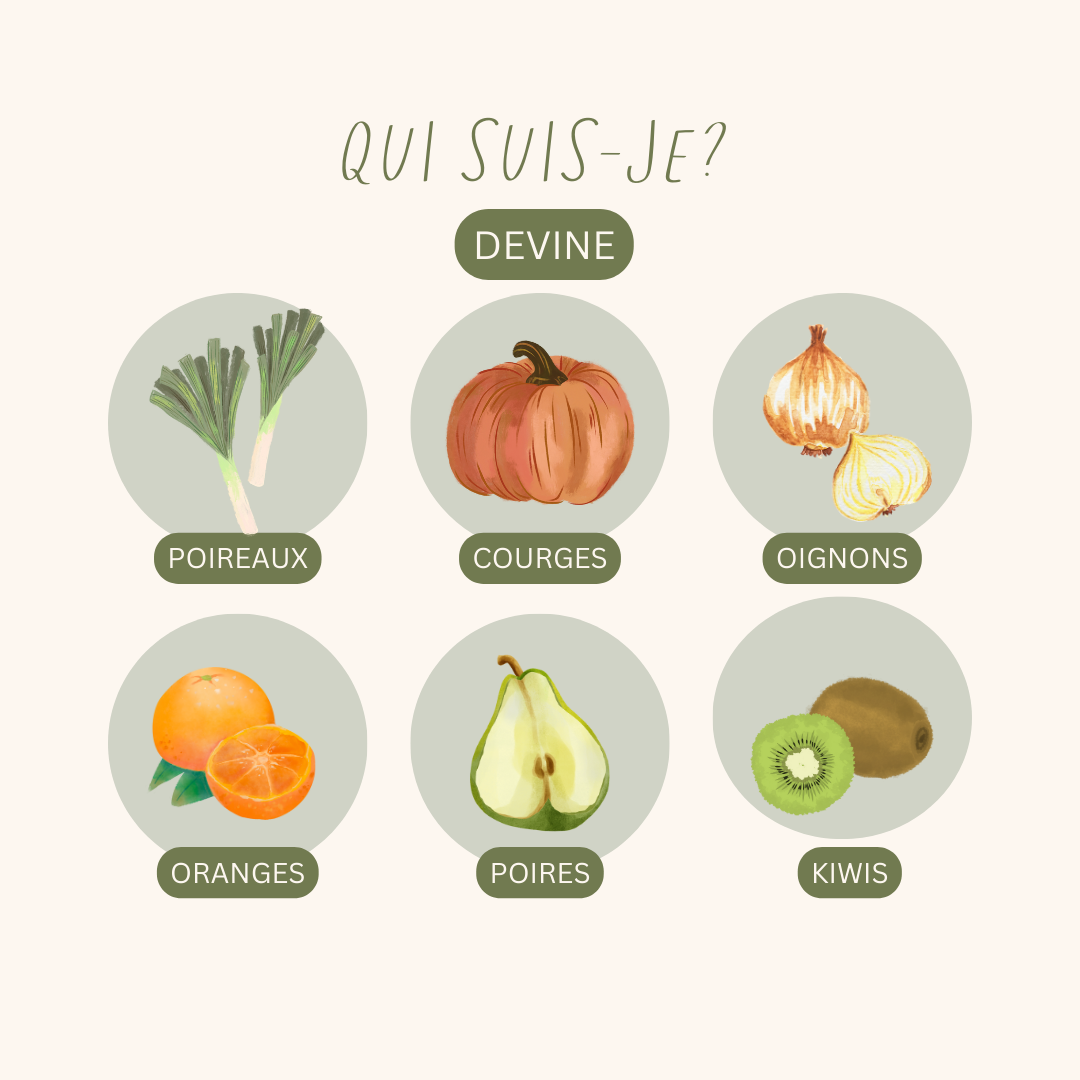 QUI SUIS-JE?
DEVINE
POIREAUX
COURGES
OIGNONS
ORANGES
POIRES
KIWIS